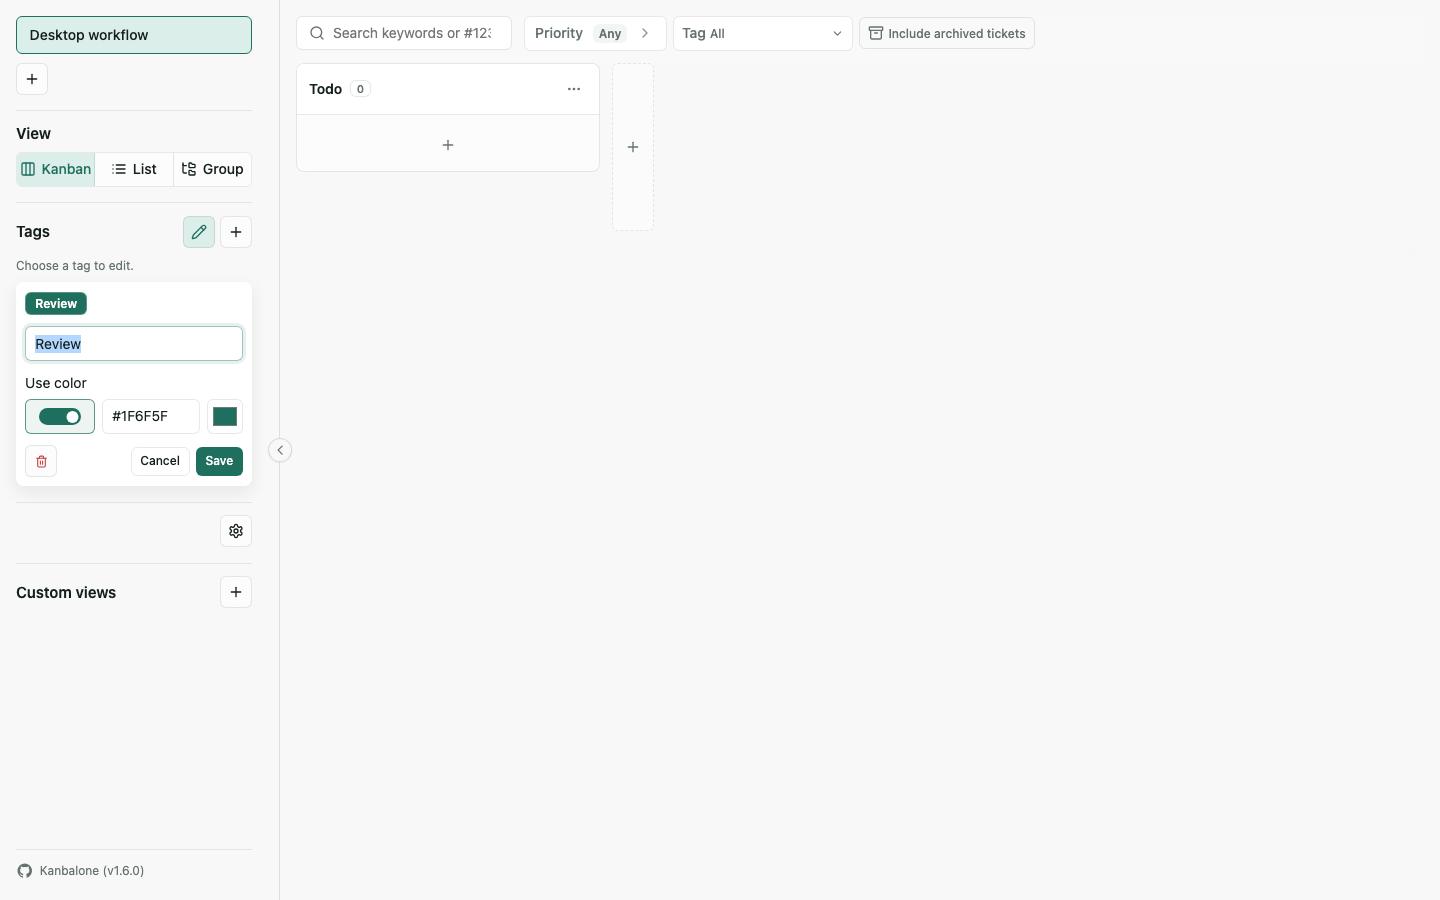 Desktop workflow
View
Kanban
List
Group
Tags
Choose a tag to edit.
Review
Review
Use color
#1F6F5F
Cancel
Save
Custom views
Kanbalone (v1.6.0)
Search keywords or #123
Priority
Any
Tag All
Include archived tickets
Todo
0